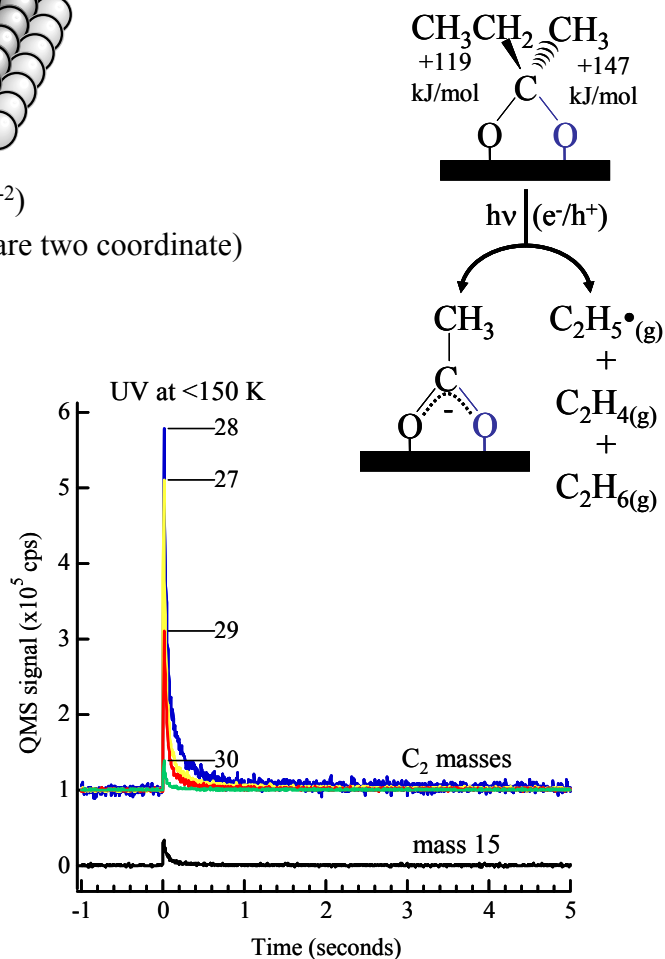 CH₃CH₂ CH₃
+119 +147
kJ/mol C kJ/mol
O O
⁻²)
are two coordinate)
hν (e⁻/h⁺)
CH₃ C₂H₅•(g)
+
C C₂H₄(g)
-
O O +
C₂H₆(g)
UV at <150 K
28
27
29
30
C₂ masses
mass 15
QMS signal (x10⁵ cps)
6
5
4
3
2
1
0
-1 0 1 2 3 4 5
Time (seconds)